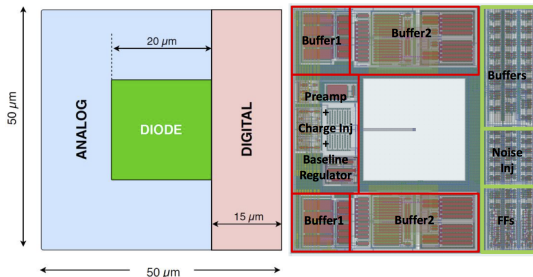 20 μm
50 μm
ANALOG
DIODE
DIGITAL
15 μm
50 μm
Buffer1
Buffer2
Preamp
+
Charge Inj
+
Baseline
Regulator
Buffer1
Buffer2
Buffers
Noise
inj
FFs